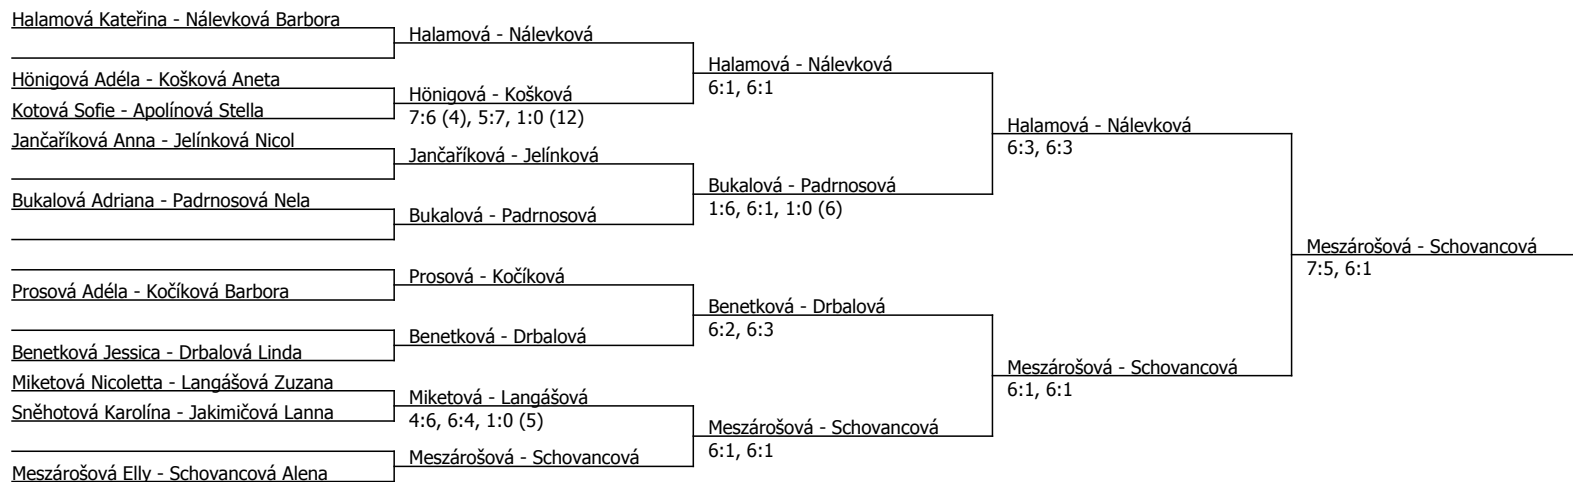 Halamová Kateřina - Nálevková Barbora
Halamová - Nálevková
Halamová - Nálevková
6:1, 6:1
Hönigová Adéla - Košková Aneta
Hönigová - Košková
7:6 (4), 5:7, 1:0 (12)
Kotová Sofie - Apolínová Stella
Halamová - Nálevková
6:3, 6:3
Jančaříková Anna - Jelínková Nicol
Jančaříková - Jelínková
Bukalová - Padrnosová
1:6, 6:1, 1:0 (6)
Bukalová Adriana - Padrnosová Nela
Bukalová - Padrnosová
Meszárošová - Schovancová
7:5, 6:1
Prosová - Kočíková
Prosová Adéla - Kočíková Barbora
Benetková - Drbalová
6:2, 6:3
Benetková - Drbalová
Benetková Jessica - Drbalová Linda
Meszárošová - Schovancová
6:1, 6:1
Miketová Nicoletta - Langášová Zuzana
Miketová - Langášová
4:6, 6:4, 1:0 (5)
Sněhotová Karolína - Jakimičová Lanna
Meszárošová - Schovancová
6:1, 6:1
Meszárošová - Schovancová
Meszárošová Elly - Schovancová Alena